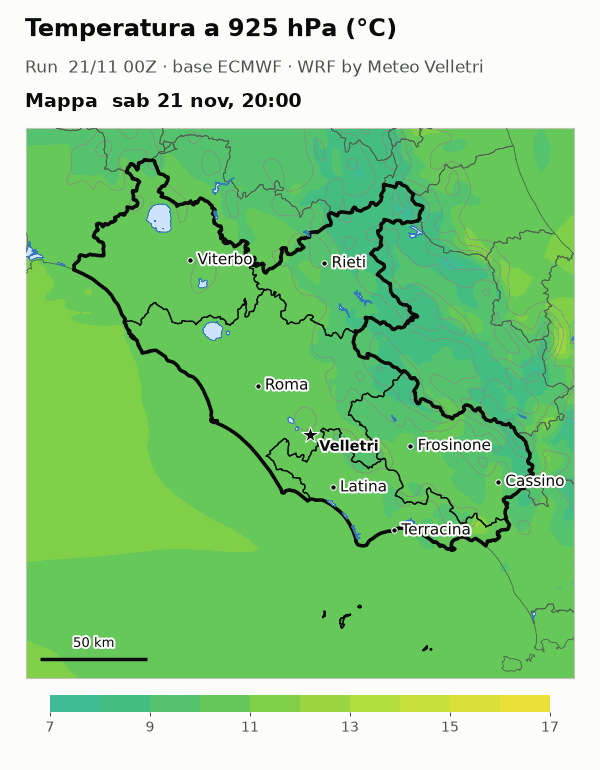 Temperatura a 925 hPa (°C)
Run  21/11 00Z · base ECMWF · WRF by Meteo Velletri
Mappa  sab 21 nov, 20:00
Viterbo
Rieti
Roma
Velletri
Frosinone
Cassino
Latina
Terracina
50 km
7 9 11 13 15 17